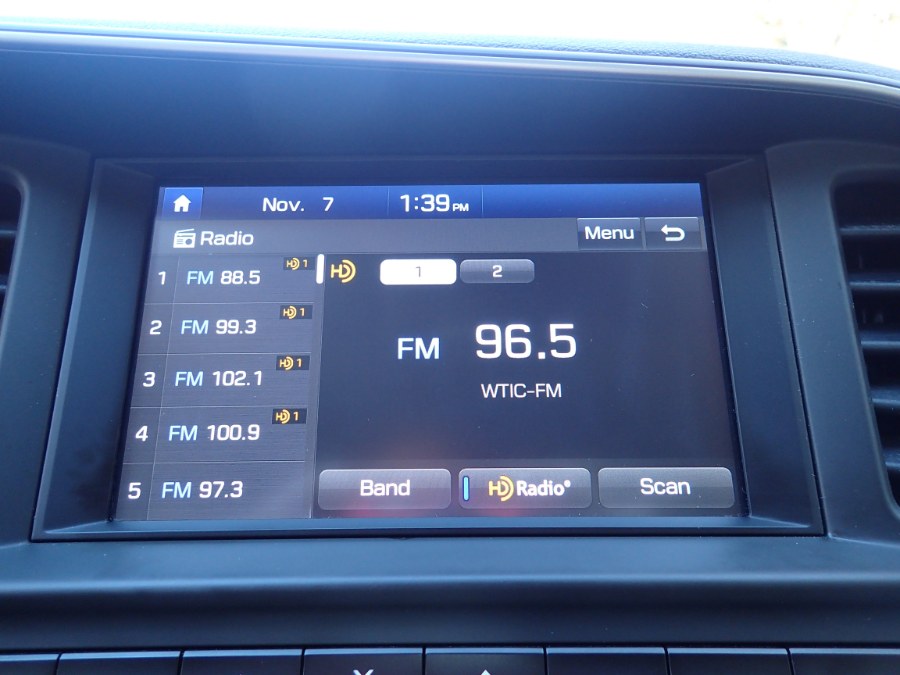 Nov. 7 1:39 PM
Radio Menu
1 FM 88.5 HD 1
2 FM 99.3 HD 1
3 FM 102.1 HD 1
4 FM 100.9 HD 1
5 FM 97.3
HD 1 2
FM 96.5
WTIC-FM
Band HD Radio® Scan